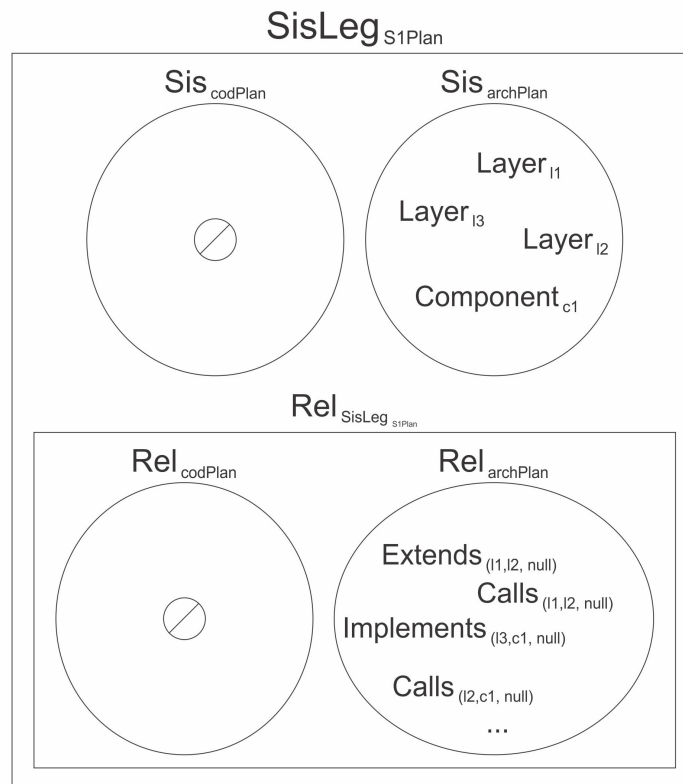 SisLeg S1Plan
Sis codPlan
Sis archPlan
Layer l1
Layer l3
Layer l2
Component c1
Rel SisLeg S1Plan
Rel codPlan
Rel archPlan
Extends (l1,l2, null)
Calls (l1,l2, null)
Implements (l3,c1, null)
Calls (l2,c1, null)
...